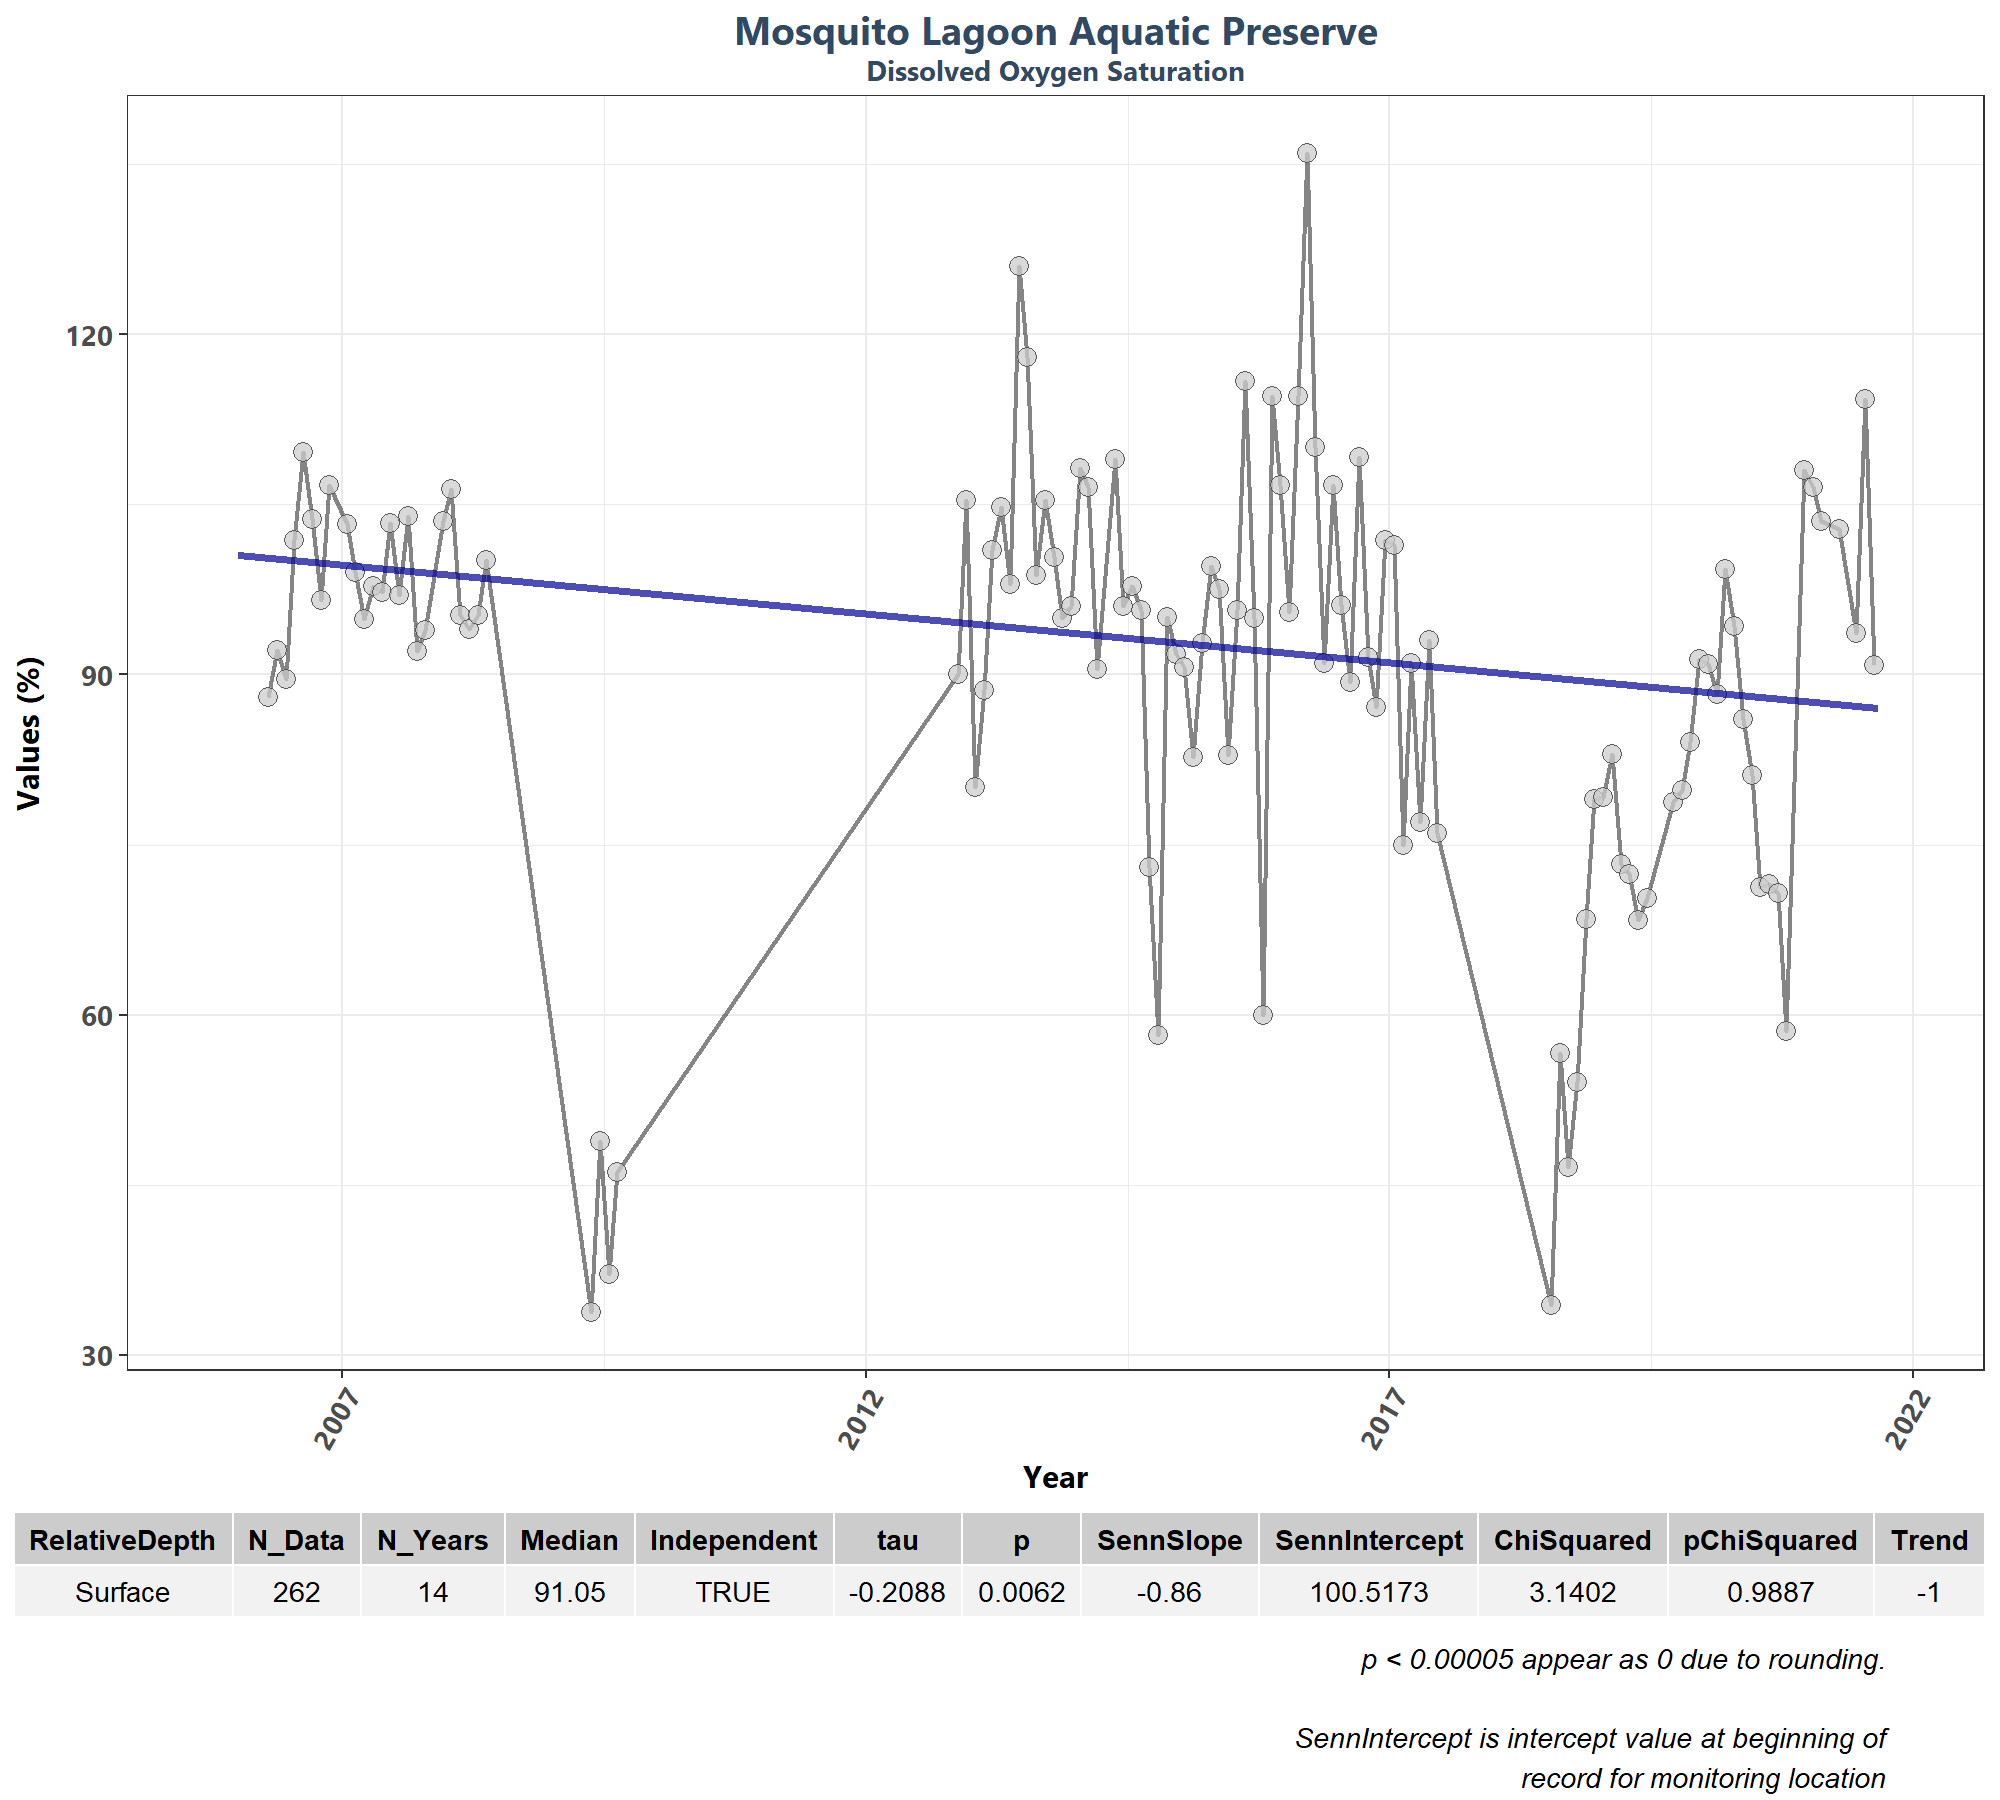 Mosquito Lagoon Aquatic Preserve
Dissolved Oxygen Saturation
Values (%)
120
90
60
30
2007 2012 2017 2022
Year
RelativeDepth N_Data N_Years Median Independent tau p SennSlope SennIntercept ChiSquared pChiSquared Trend
Surface 262 14 91.05 TRUE -0.2088 0.0062 -0.86 100.5173 3.1402 0.9887 -1
p < 0.00005 appear as 0 due to rounding.
SennIntercept is intercept value at beginning of
record for monitoring location